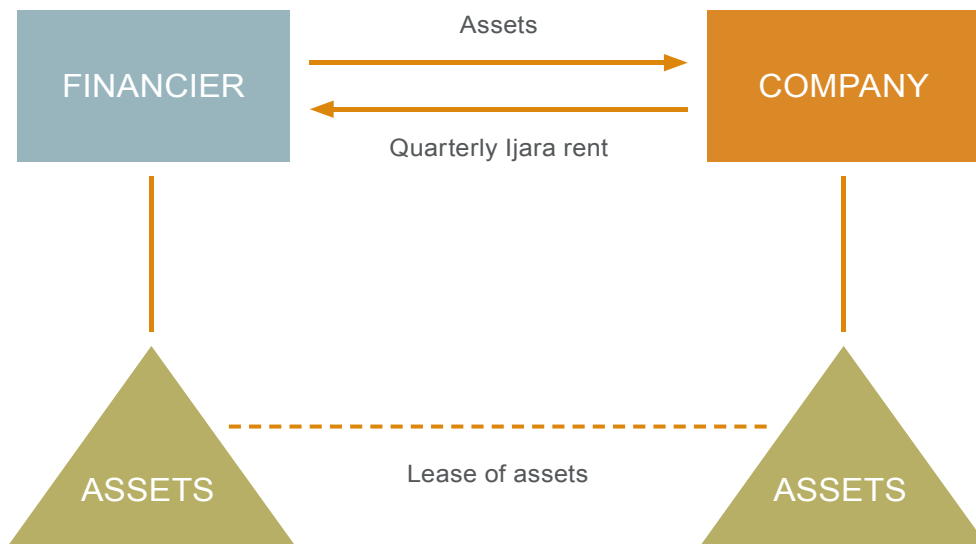 Assets
FINANCIER
COMPANY
Quarterly Ijara rent
Lease of assets
ASSETS
ASSETS